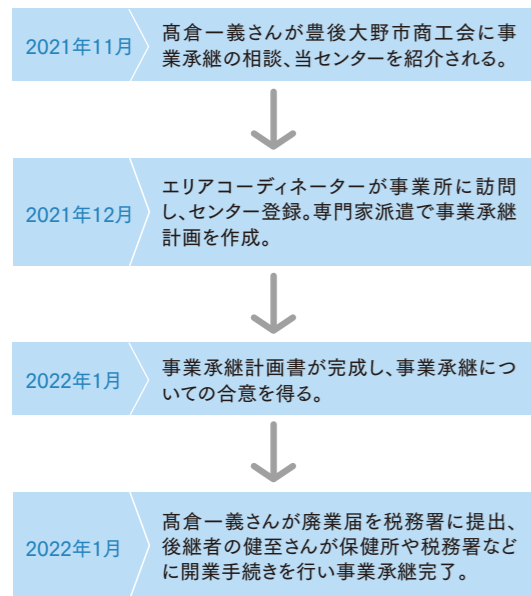 2021年11月
髙倉一義さんが豊後大野市商工会に事
業承継の相談、当センターを紹介される。
2021年12月
エリアコーディネーターが事業所に訪問
し、センター登録。専門家派遣で事業承継
計画を作成。
2022年1月
事業承継計画書が完成し、事業承継につ
いての合意を得る。
2022年1月
髙倉一義さんが廃業届を税務署に提出、
後継者の健至さんが保健所や税務署など
に開業手続きを行い事業承継完了。